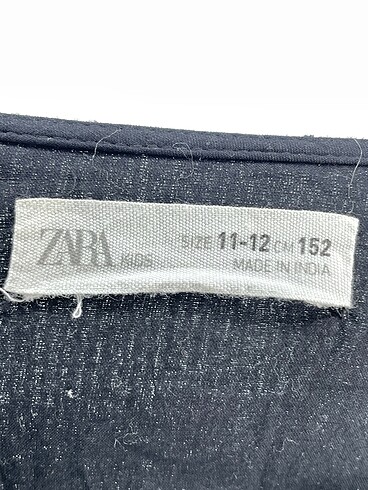 ZARA KIDS SIZE 11-12 CM 152
MADE IN INDIA